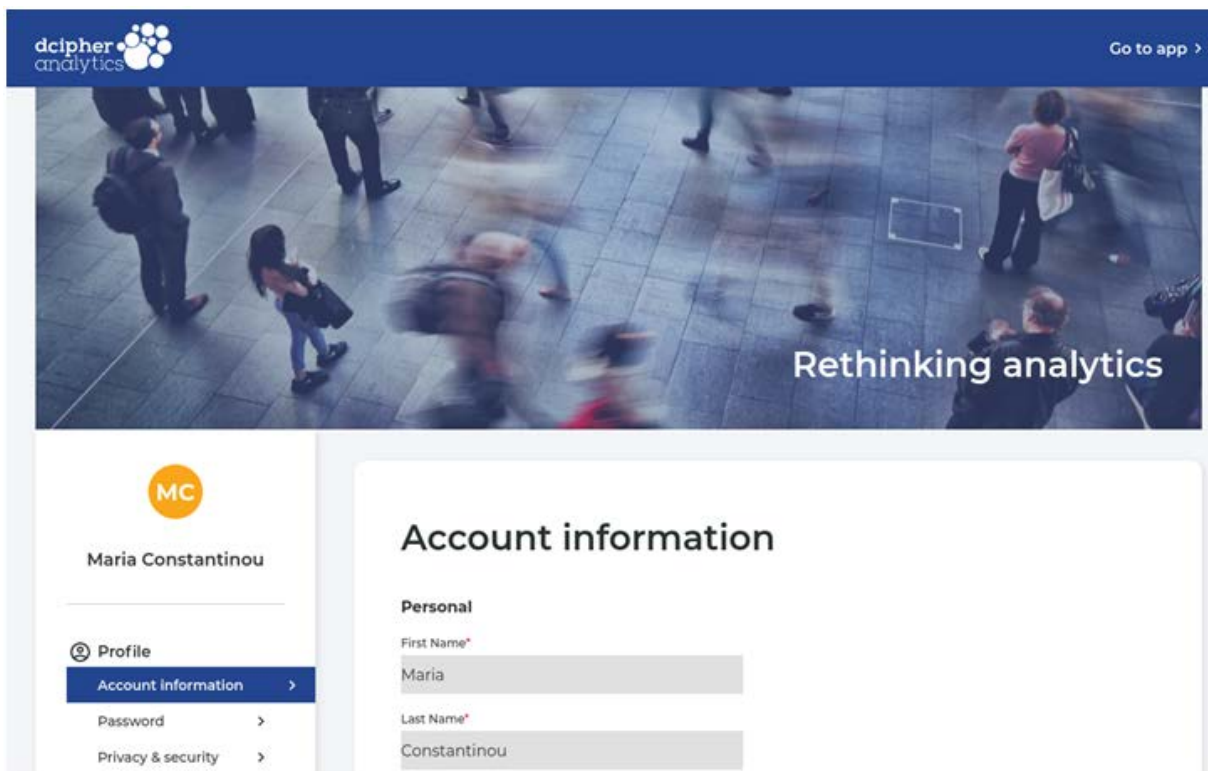 dcipher
analytics
Go to app >
Rethinking analytics
MC
Maria Constantinou
Profile
Account information >
Password >
Privacy & security >
Account information
Personal
First Name*
Maria
Last Name*
Constantinou